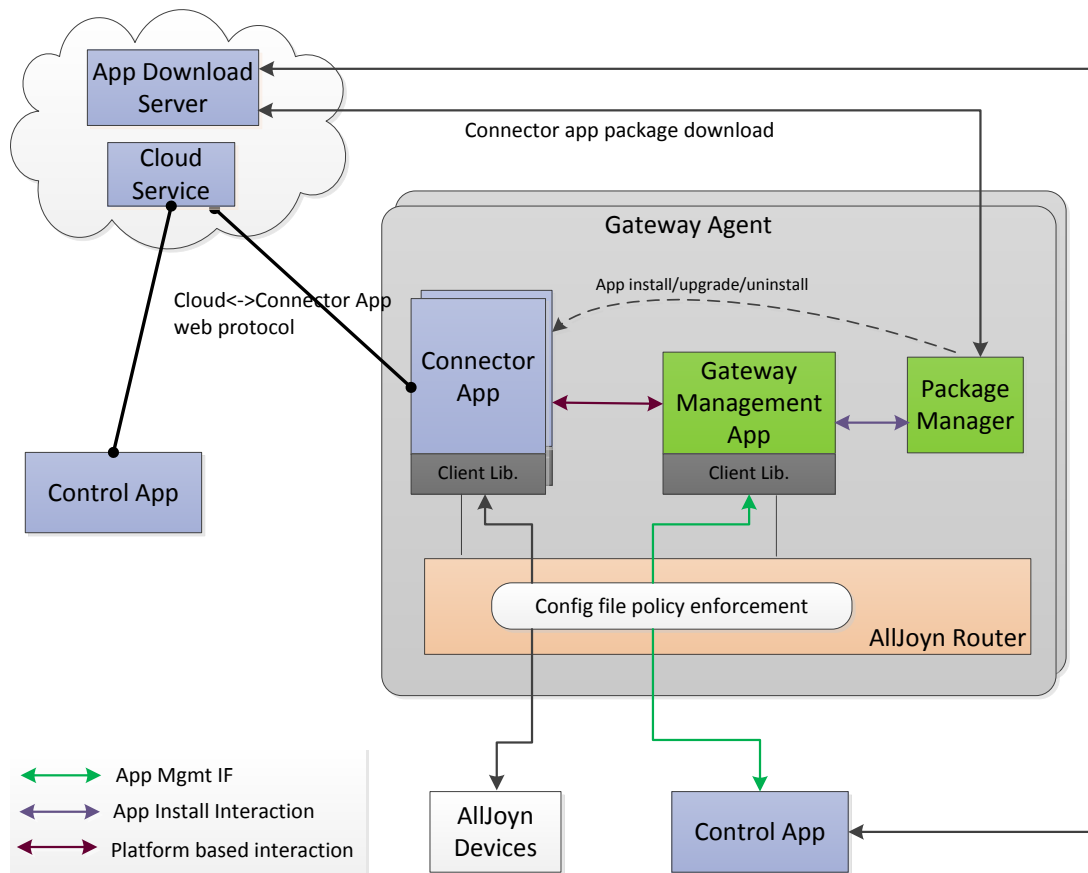 App Download
Server
Connector app package download
Cloud
Service
Gateway Agent
App install/upgrade/uninstall
Cloud<->Connector App
web protocol
Connector
App
Gateway
Management
App
Package
Manager
Client Lib.
Client Lib.
Control App
Config file policy enforcement
AllJoyn Router
App Mgmt IF
App Install Interaction
Platform based interaction
AllJoyn
Devices
Control App